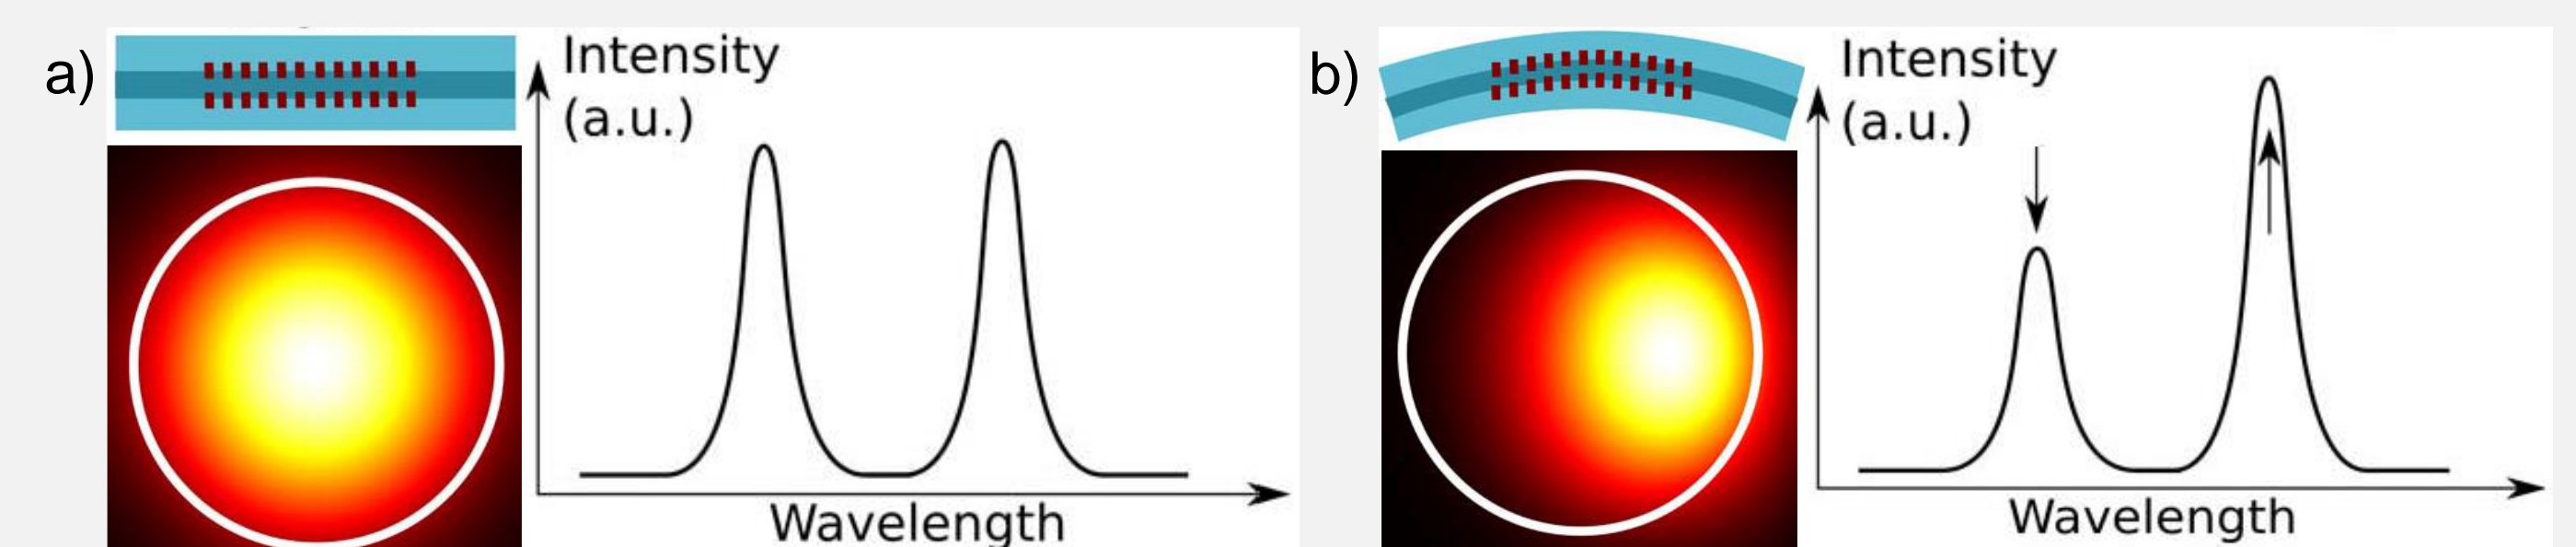 a)
Intensity
(a.u.)
Wavelength
b)
Intensity
(a.u.)
Wavelength